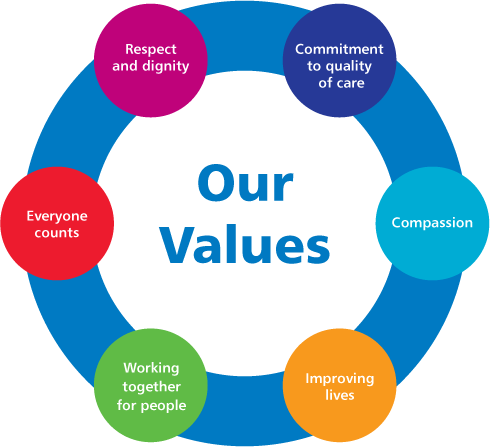 Respect
and dignity
Commitment
to quality
of care
Our
Values
Everyone
counts
Compassion
Working
together
for people
Improving
lives